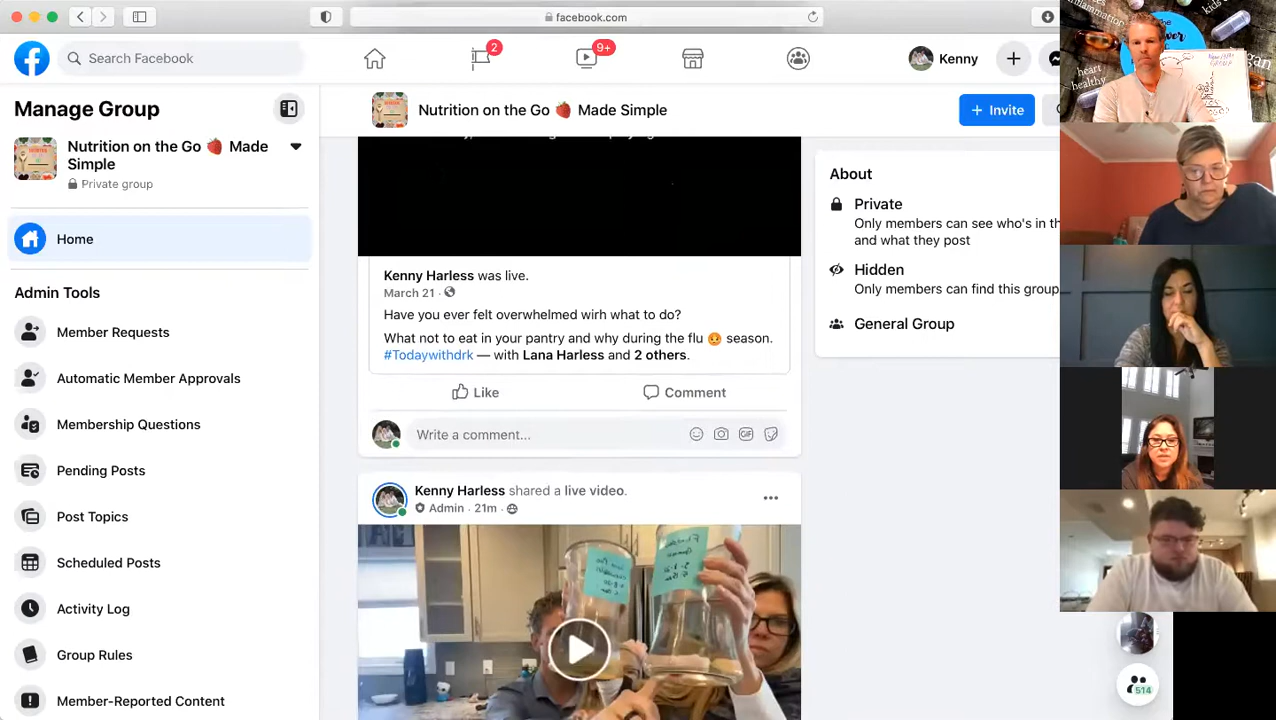 facebook.com
Search Facebook
2
9+
Kenny
Manage Group
Nutrition on the Go 🍓 Made Simple
Invite
Nutrition on the Go 🍓 Made
Simple
Private group
Home
Admin Tools
Member Requests
Automatic Member Approvals
Membership Questions
Pending Posts
Post Topics
Scheduled Posts
Activity Log
Group Rules
Member-Reported Content
Kenny Harless was live.
March 21 ·
Have you ever felt overwhelmed wirh what to do?
What not to eat in your pantry and why during the flu 😡 season.
#Todaywithdrk — with Lana Harless and 2 others.
Like
Comment
Write a comment...
GIF
Kenny Harless shared a live video.
Admin · 21m ·
About
Private
Only members can see who's in th
and what they post
Hidden
Only members can find this group
General Group
inflammation
kids
the
heart
healthy
514